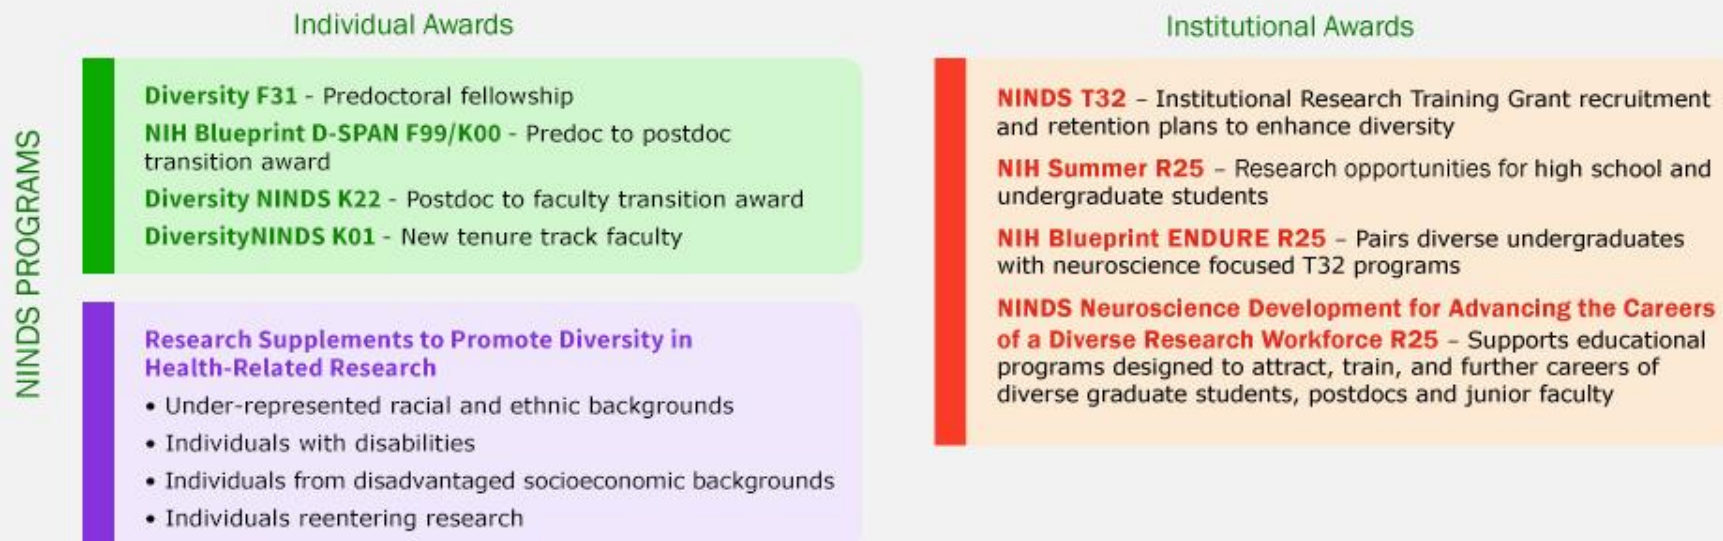 NINDS PROGRAMS
Individual Awards
Diversity F31 - Predoctoral fellowship
NIH Blueprint D-SPAN F99/K00 - Predoc to postdoc
transition award
Diversity NINDS K22 - Postdoc to faculty transition award
DiversityNINDS K01 - New tenure track faculty
Research Supplements to Promote Diversity in
Health-Related Research
• Under-represented racial and ethnic backgrounds
• Individuals with disabilities
• Individuals from disadvantaged socioeconomic backgrounds
• Individuals reentering research
Institutional Awards
NINDS T32 – Institutional Research Training Grant recruitment
and retention plans to enhance diversity
NIH Summer R25 – Research opportunities for high school and
undergraduate students
NIH Blueprint ENDURE R25 – Pairs diverse undergraduates
with neuroscience focused T32 programs
NINDS Neuroscience Development for Advancing the Careers
of a Diverse Research Workforce R25 – Supports educational
programs designed to attract, train, and further careers of
diverse graduate students, postdocs and junior faculty